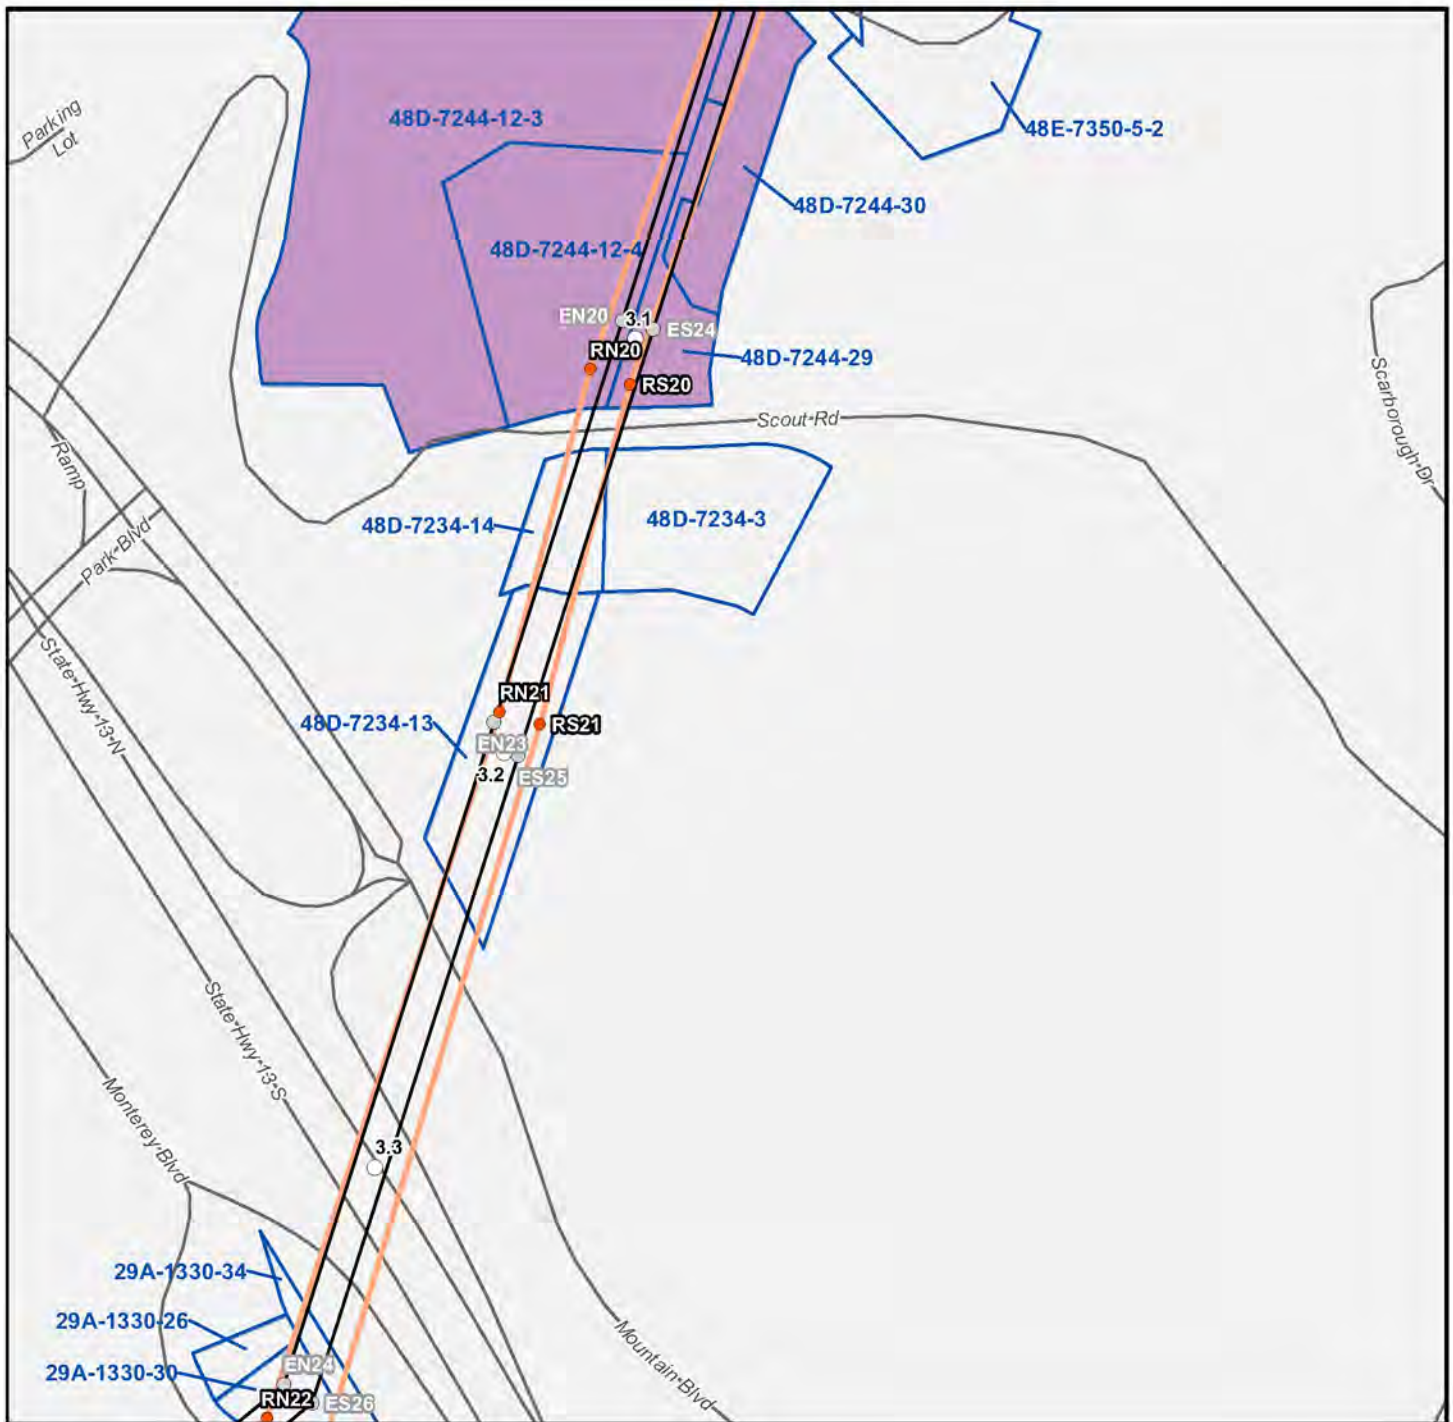 48D-7244-12-3
Parking
Lot
48E-7350-5-2
48D-7244-30
48D-7244-12-4
EN20
3.1
ES24
RN20
48D-7244-29
RS20
Scout Rd
Scarborough Dr
Ramp
48D-7234-14
48D-7234-3
Park Blvd
State Hwy 13 N
RN21
48D-7234-13
RS21
EN23
3.2
ES25
State Hwy 13 S
Monterey Blvd
3.3
29A-1330-34
29A-1330-26
EN24
29A-1330-30
RN22
ES26
Mountain Blvd